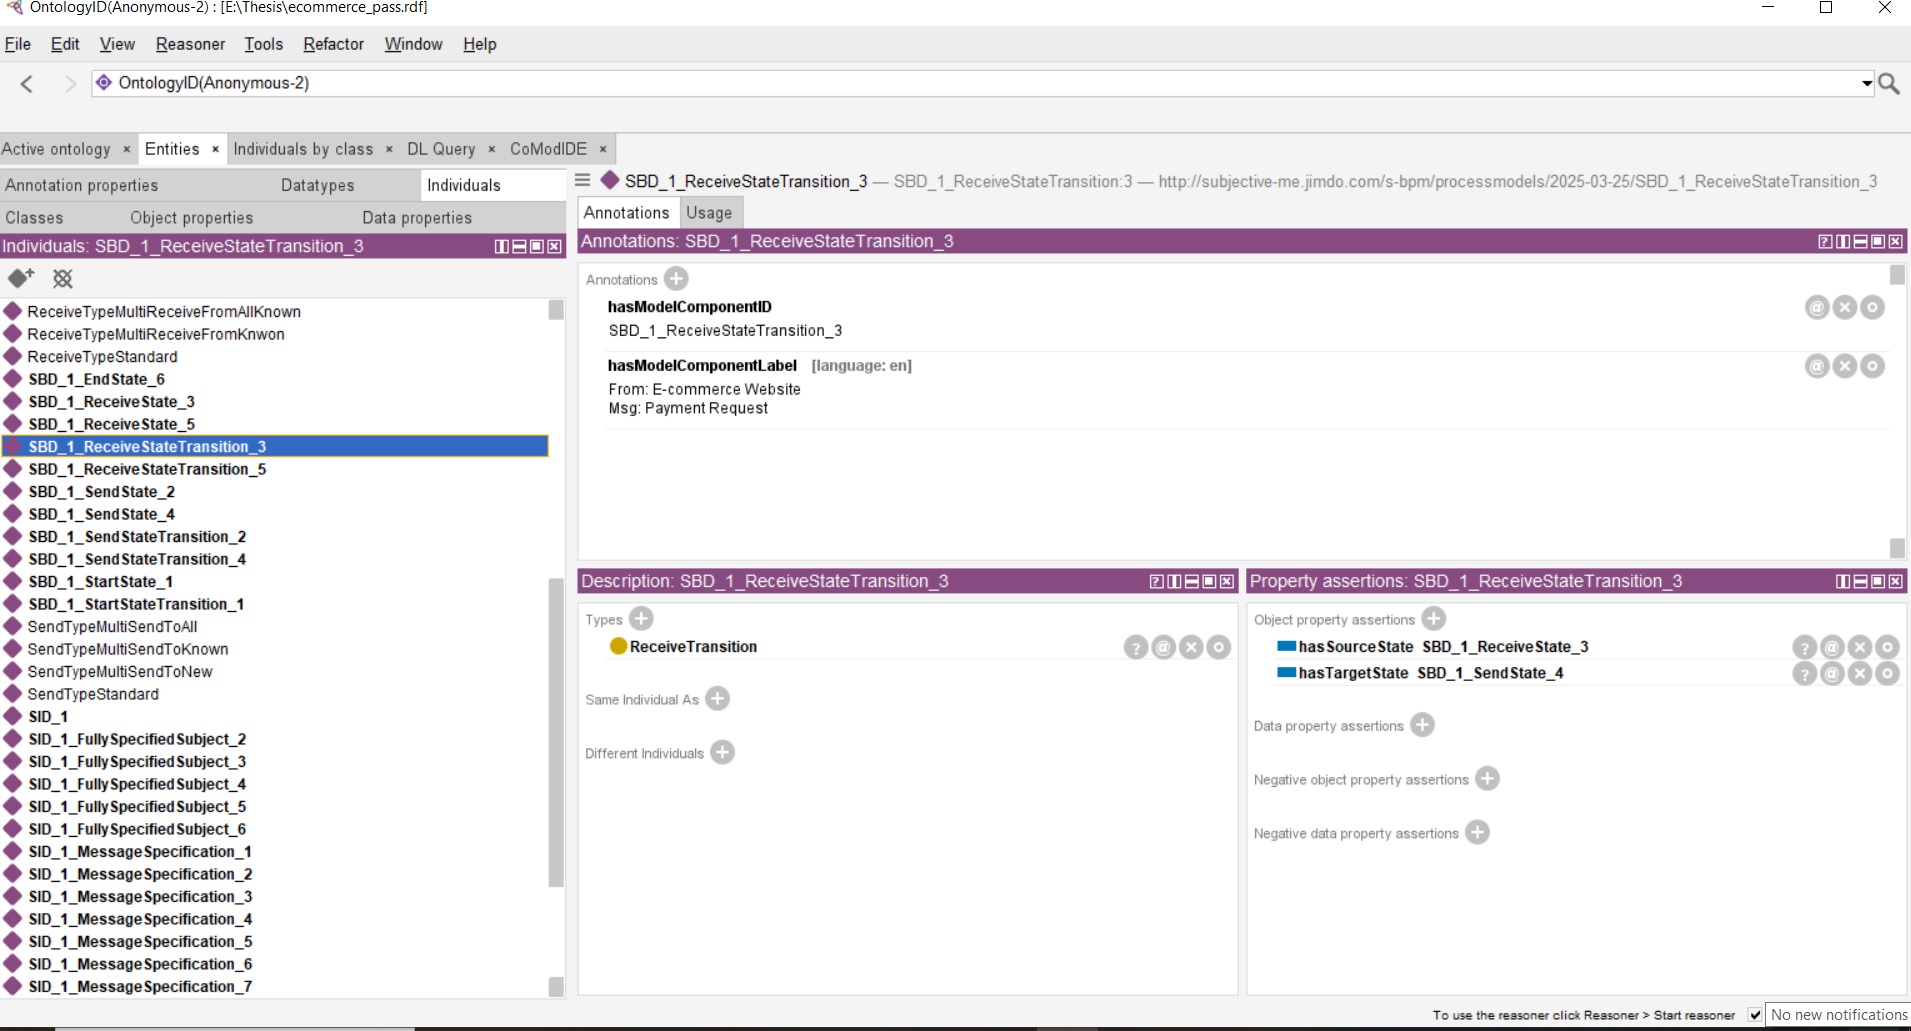 OntologyID(Anonymous-2) : [E:\Thesis\ecommerce_pass.rdf]
File Edit View Reasoner Tools Refactor Window Help
OntologyID(Anonymous-2)
Active ontology × Entities × Individuals by class × DL Query × CoModIDE ×
Annotation properties Datatypes Individuals
Classes Object properties Data properties
Individuals: SBD_1_ReceiveStateTransition_3
ReceiveTypeMultiReceiveFromAllKnown
ReceiveTypeMultiReceiveFromKnwon
ReceiveTypeStandard
SBD_1_EndState_6
SBD_1_ReceiveState_3
SBD_1_ReceiveState_5
SBD_1_ReceiveStateTransition_3
SBD_1_ReceiveStateTransition_5
SBD_1_SendState_2
SBD_1_SendState_4
SBD_1_SendStateTransition_2
SBD_1_SendStateTransition_4
SBD_1_StartState_1
SBD_1_StartStateTransition_1
SendTypeMultiSendToAll
SendTypeMultiSendToKnown
SendTypeMultiSendToNew
SendTypeStandard
SID_1
SID_1_FullySpecifiedSubject_2
SID_1_FullySpecifiedSubject_3
SID_1_FullySpecifiedSubject_4
SID_1_FullySpecifiedSubject_5
SID_1_FullySpecifiedSubject_6
SID_1_MessageSpecification_1
SID_1_MessageSpecification_2
SID_1_MessageSpecification_3
SID_1_MessageSpecification_4
SID_1_MessageSpecification_5
SID_1_MessageSpecification_6
SID_1_MessageSpecification_7
SBD_1_ReceiveStateTransition_3 — SBD_1_ReceiveStateTransition:3 — http://subjective-me.jimdo.com/s-bpm/processmodels/2025-03-25/SBD_1_ReceiveStateTransition_3
Annotations Usage
Annotations: SBD_1_ReceiveStateTransition_3
Annotations
hasModelComponentID
SBD_1_ReceiveStateTransition_3
hasModelComponentLabel [language: en]
From: E-commerce Website
Msg: Payment Request
Description: SBD_1_ReceiveStateTransition_3
Types
ReceiveTransition
Same Individual As
Different Individuals
Property assertions: SBD_1_ReceiveStateTransition_3
Object property assertions
hasSourceState SBD_1_ReceiveState_3
hasTargetState SBD_1_SendState_4
Data property assertions
Negative object property assertions
Negative data property assertions
To use the reasoner click Reasoner > Start reasoner
No new notifications